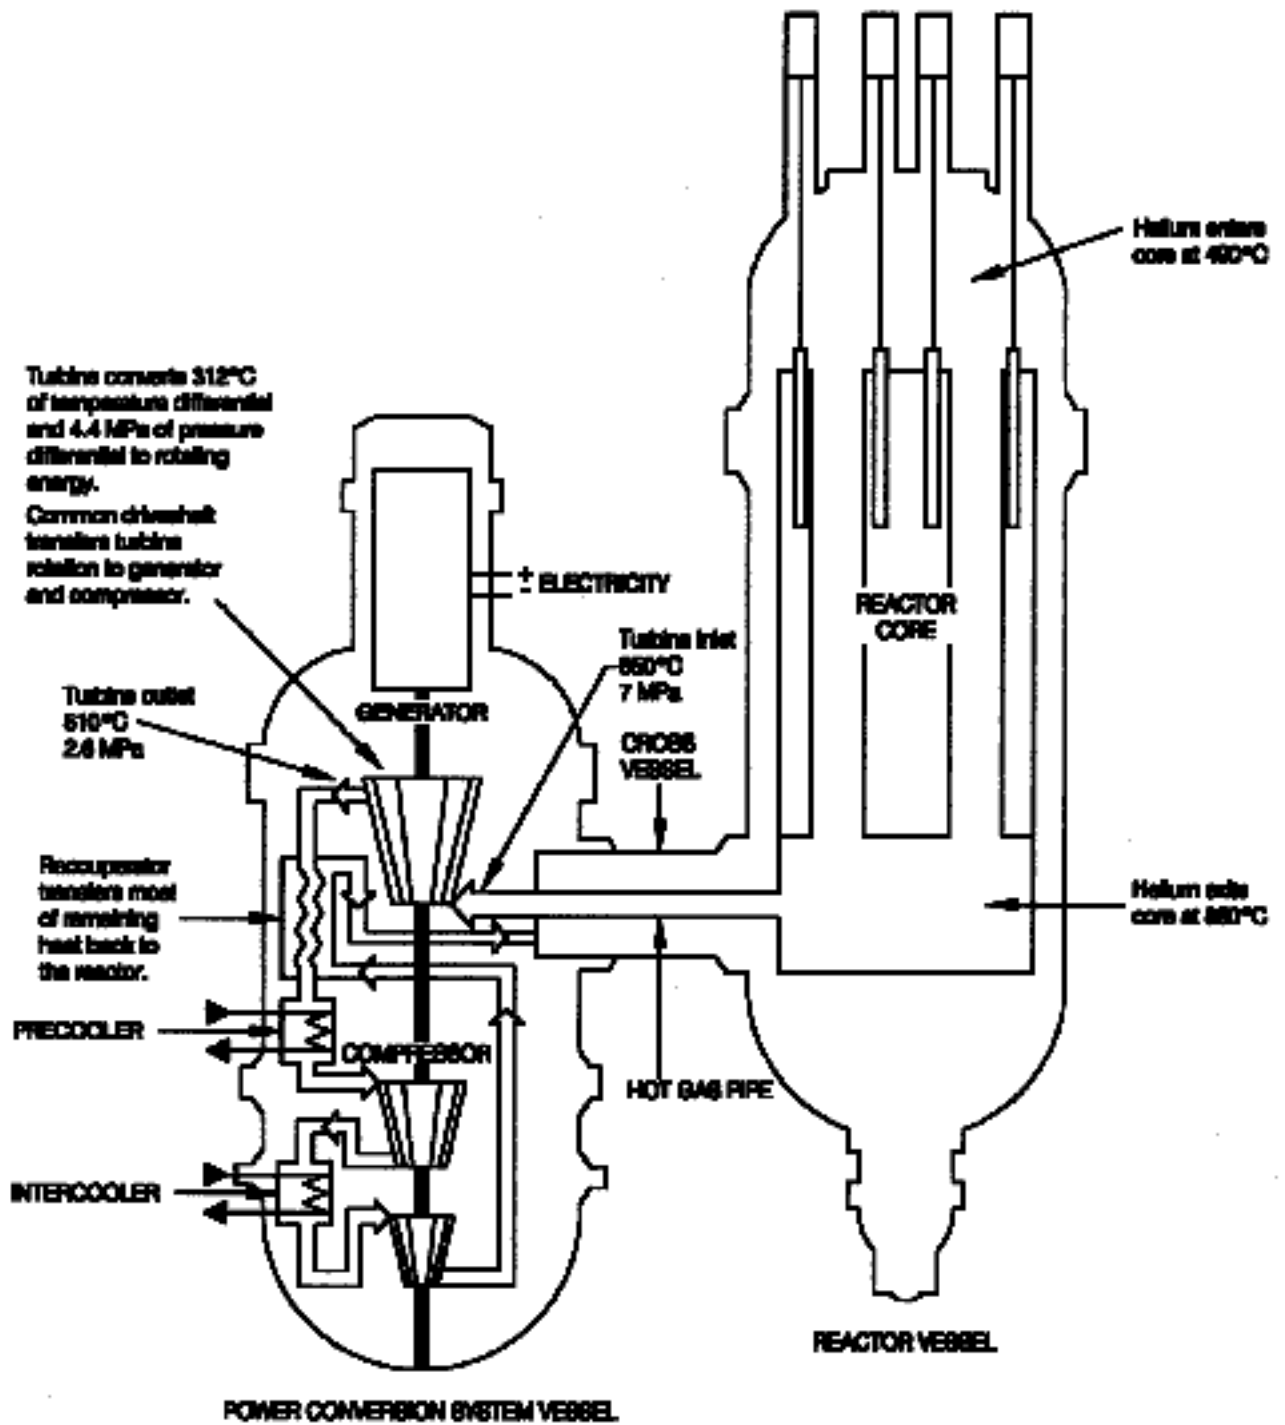 Helium enters
core at 490°C
Turbine converts 312°C
of temperature differential
and 4.4 MPa of pressure
differential to rotating
energy.
Common driveshaft
transfers turbine
rotation to generator
and compressor.
+
- ELECTRICITY
REACTOR
CORE
Turbine inlet
850°C
7 MPa
Turbine outlet
510°C
2.6 MPa
GENERATOR
CROSS
VESSEL
Recouperator
transfers most
of remaining
heat back to
the reactor.
Helium exits
core at 850°C
PRECOOLER
COMPRESSOR
HOT GAS PIPE
INTERCOOLER
REACTOR VESSEL
POWER CONVERSION SYSTEM VESSEL